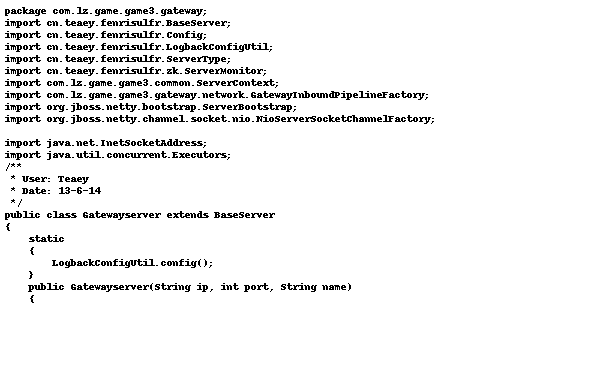 package com.lz.game.game3.gateway;
import cn.teaey.fenrisulfr.BaseServer;
import cn.teaey.fenrisulfr.Config;
import cn.teaey.fenrisulfr.LogbackConfigUtil;
import cn.teaey.fenrisulfr.ServerType;
import cn.teaey.fenrisulfr.zk.ServerMonitor;
import com.lz.game.game3.common.ServerContext;
import com.lz.game.game3.gateway.network.GatewayInboundPipelineFactory;
import org.jboss.netty.bootstrap.ServerBootstrap;
import org.jboss.netty.channel.socket.nio.NioServerSocketChannelFactory;

import java.net.InetSocketAddress;
import java.util.concurrent.Executors;
/**
 * User: Teaey
 * Date: 13-6-14
 */
public class Gatewayserver extends BaseServer
{
    static
    {
        LogbackConfigUtil.config();
    }
    public Gatewayserver(String ip, int port, String name)
    {